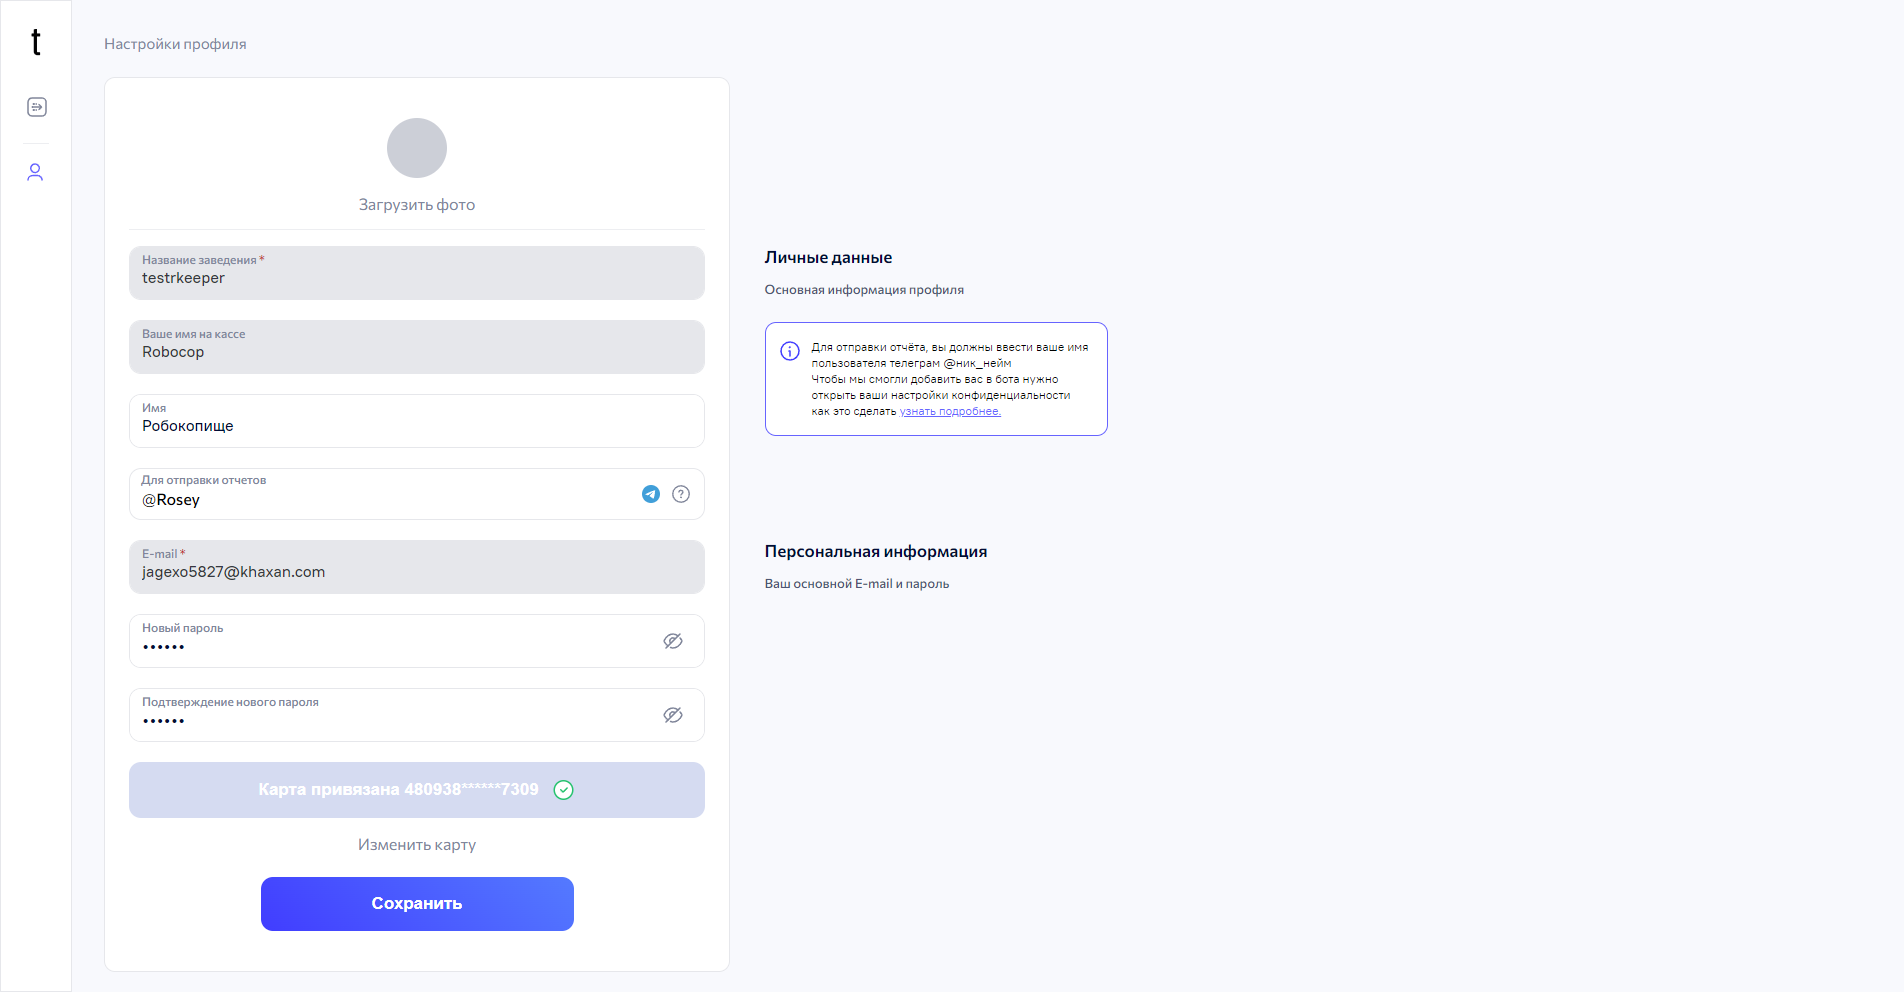 t
Настройки профиля
Загрузить фото
Название заведения *
testrkeeper
Ваше имя на кассе
Robocop
Имя
Робокопище
Для отправки отчетов
@Rosey
E-mail *
jagexo5827@khaxan.com
Новый пароль
••••••
Подтверждение нового пароля
••••••
Карта привязана 480938******7309
Изменить карту
Сохранить
Личные данные
Основная информация профиля
Для отправки отчёта, вы должны ввести ваше имя
пользователя телеграм @ник_нейм
Чтобы мы смогли добавить вас в бота нужно
открыть ваши настройки конфиденциальности
как это сделать узнать подробнее.
Персональная информация
Ваш основной E-mail и пароль